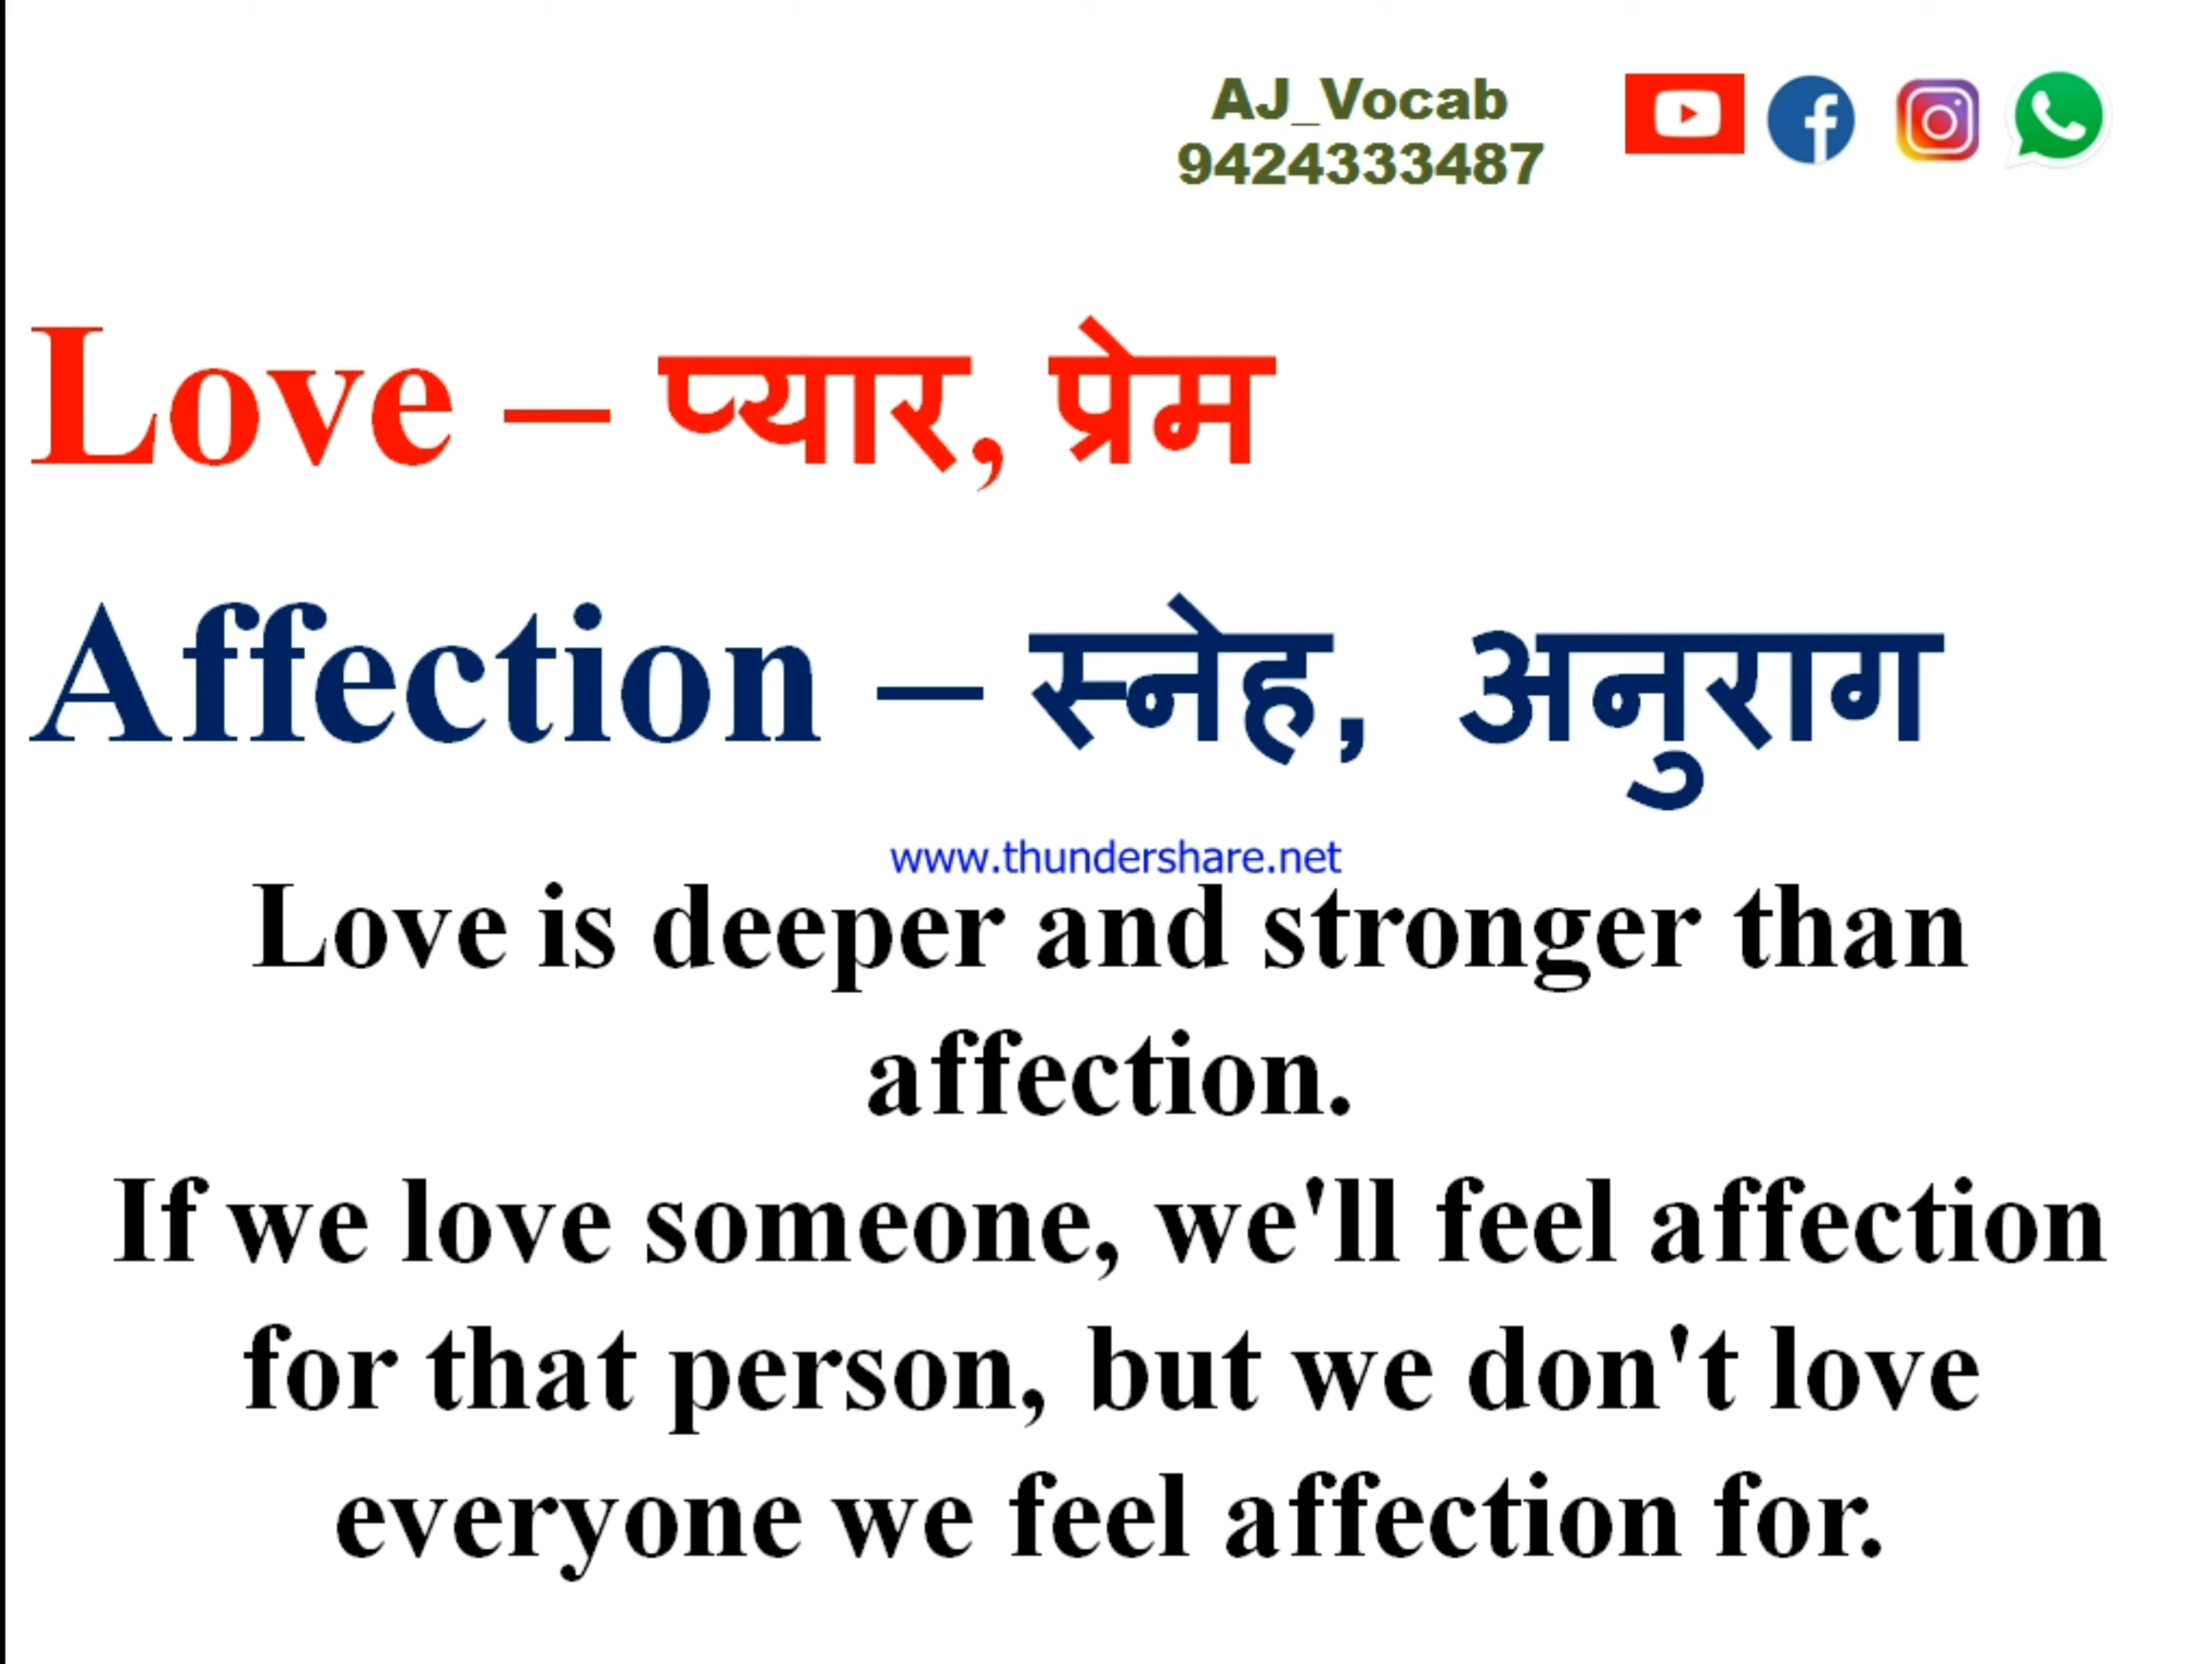 AJ_Vocab
9424333487
Love – प्यार, प्रेम
Affection – स्नेह, अनुराग
www.thundershare.net
Love is deeper and stronger than
affection.
If we love someone, we'll feel affection
for that person, but we don't love
everyone we feel affection for.